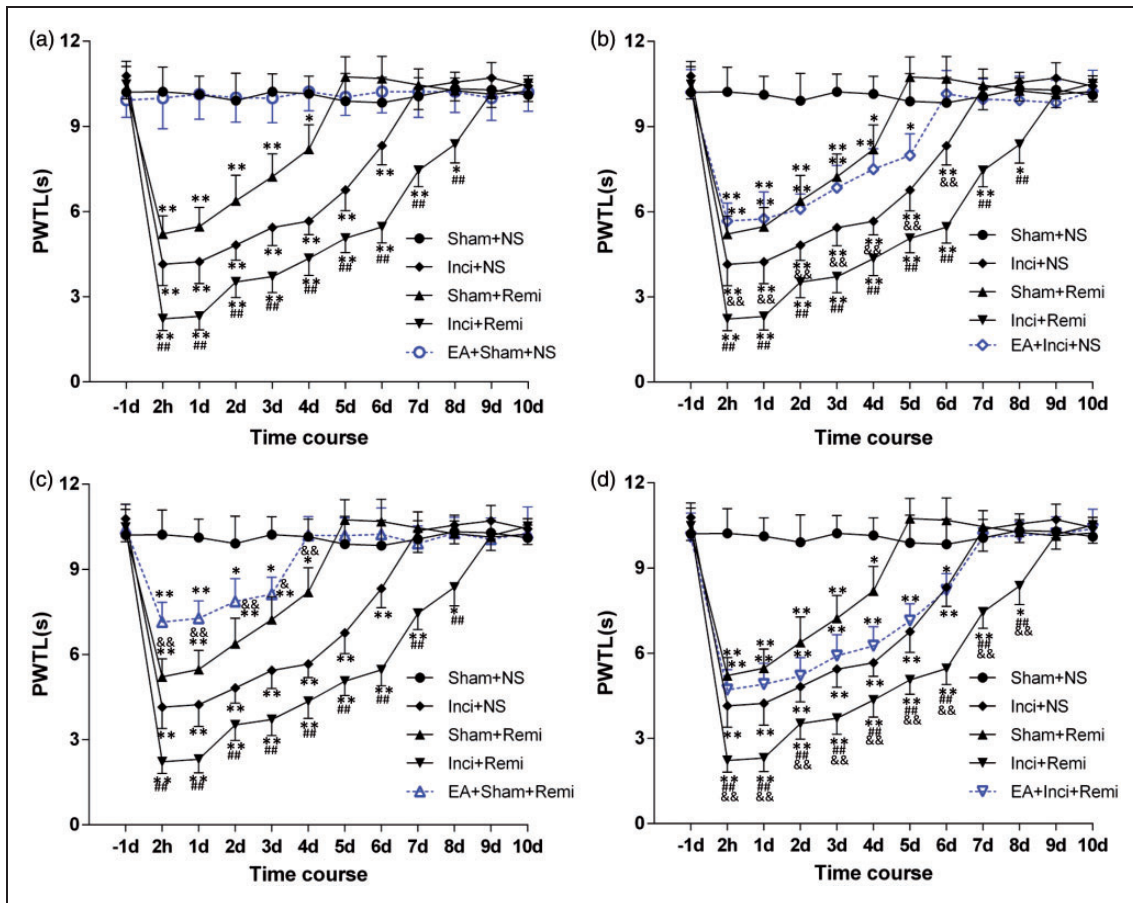 (a)
12
9
6
3
0
PWTL(s)
** ** ** ** *
** ** ** ** ** ** **
** ** ** ** ** ** ** ** *
## ## ## ## ## ## ## ## ##
Sham+NS
Inci+NS
Sham+Remi
Inci+Remi
EA+Sham+NS
-1d 2h 1d 2d 3d 4d 5d 6d 7d 8d 9d 10d
Time course
(b)
12
9
6
3
0
PWTL(s)
** ** ** ** ** *
** ** ** ** *
** ** ** ** ** ** **
&& && && && && && &&
** ** ** ** ** ** ** ** *
## ## ## ## ## ## ## ## ##
Sham+NS
Inci+NS
Sham+Remi
Inci+Remi
EA+Inci+NS
-1d 2h 1d 2d 3d 4d 5d 6d 7d 8d 9d 10d
Time course
(c)
12
9
6
3
0
PWTL(s)
** ** * *
&& && && & &&
** ** ** ** *
** ** ** ** ** ** **
** ** ** ** ** ** ** ** *
## ## ## ## ## ## ## ## ##
Sham+NS
Inci+NS
Sham+Remi
Inci+Remi
EA+Sham+Remi
-1d 2h 1d 2d 3d 4d 5d 6d 7d 8d 9d 10d
Time course
(d)
12
9
6
3
0
PWTL(s)
** ** ** ** *
** ** ** ** ** ** *
** ** ** ** ** **
** ** ** ** ** ** ** ** *
## ## ## ## ## ## ## ## ##
&& && && && && && && && &&
Sham+NS
Inci+NS
Sham+Remi
Inci+Remi
EA+Inci+Remi
-1d 2h 1d 2d 3d 4d 5d 6d 7d 8d 9d 10d
Time course